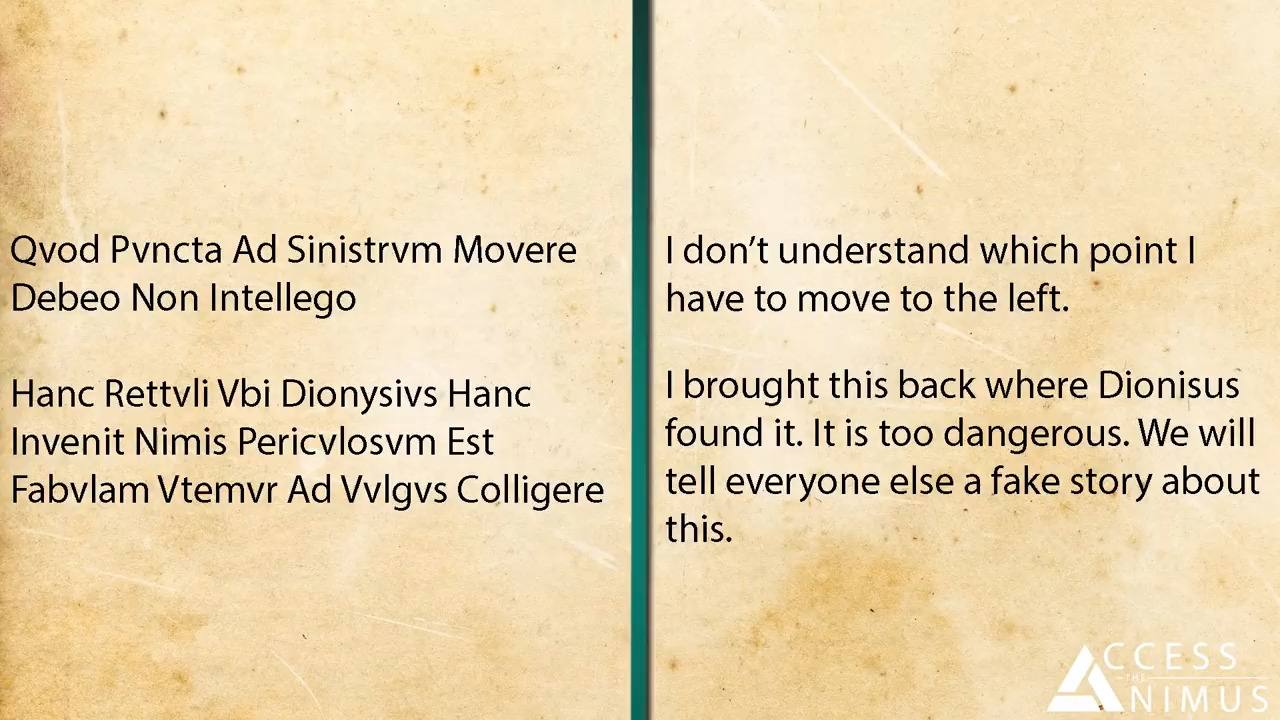 Qvod Pvncta Ad Sinistrvm Movere
Debeo Non Intellego
Hanc Rettvli Vbi Dionysivs Hanc
Invenit Nimis Pericvlosvm Est
Fabvlam Vtemvr Ad Vvlgvs Colligere
I don't understand which point I
have to move to the left.
I brought this back where Dionisus
found it. It is too dangerous. We will
tell everyone else a fake story about
this.
ACCESS
THE
ANIMUS